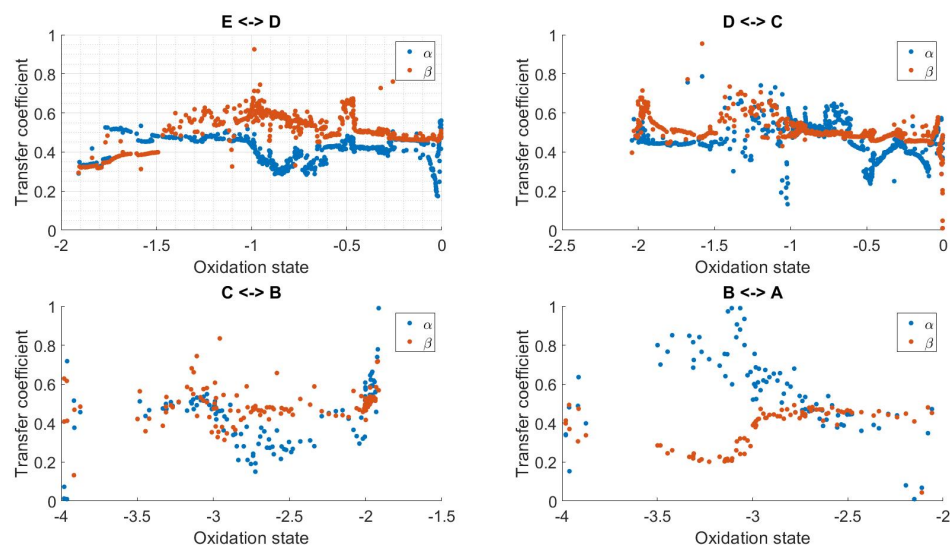 E <-> D
Transfer coefficient
1
0.8
0.6
0.4
0.2
0
-2
-1.5
-1
-0.5
0
Oxidation state
α
β
D <-> C
Transfer coefficient
1
0.8
0.6
0.4
0.2
0
-2.5
-2
-1.5
-1
-0.5
0
Oxidation state
α
β
C <-> B
Transfer coefficient
1
0.8
0.6
0.4
0.2
0
-4
-3.5
-3
-2.5
-2
-1.5
Oxidation state
α
β
B <-> A
Transfer coefficient
1
0.8
0.6
0.4
0.2
0
-4
-3.5
-3
-2.5
-2
Oxidation state
α
β